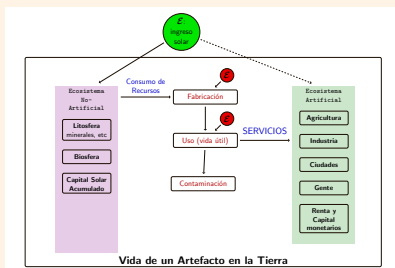 ℰ:
ingreso
solar
Ecosistema
No-
Artificial
Litosfera
minerales, etc
Biosfera
Capital Solar
Acumulado
Consumo de
Recursos
ℰ
Fabricación
ℰ
Uso (vida útil)
Contaminación
SERVICIOS
Ecosistema
Artificial
Agricultura
Industria
Ciudades
Gente
Renta y
Capital
monetarios
Vida de un Artefacto en la Tierra